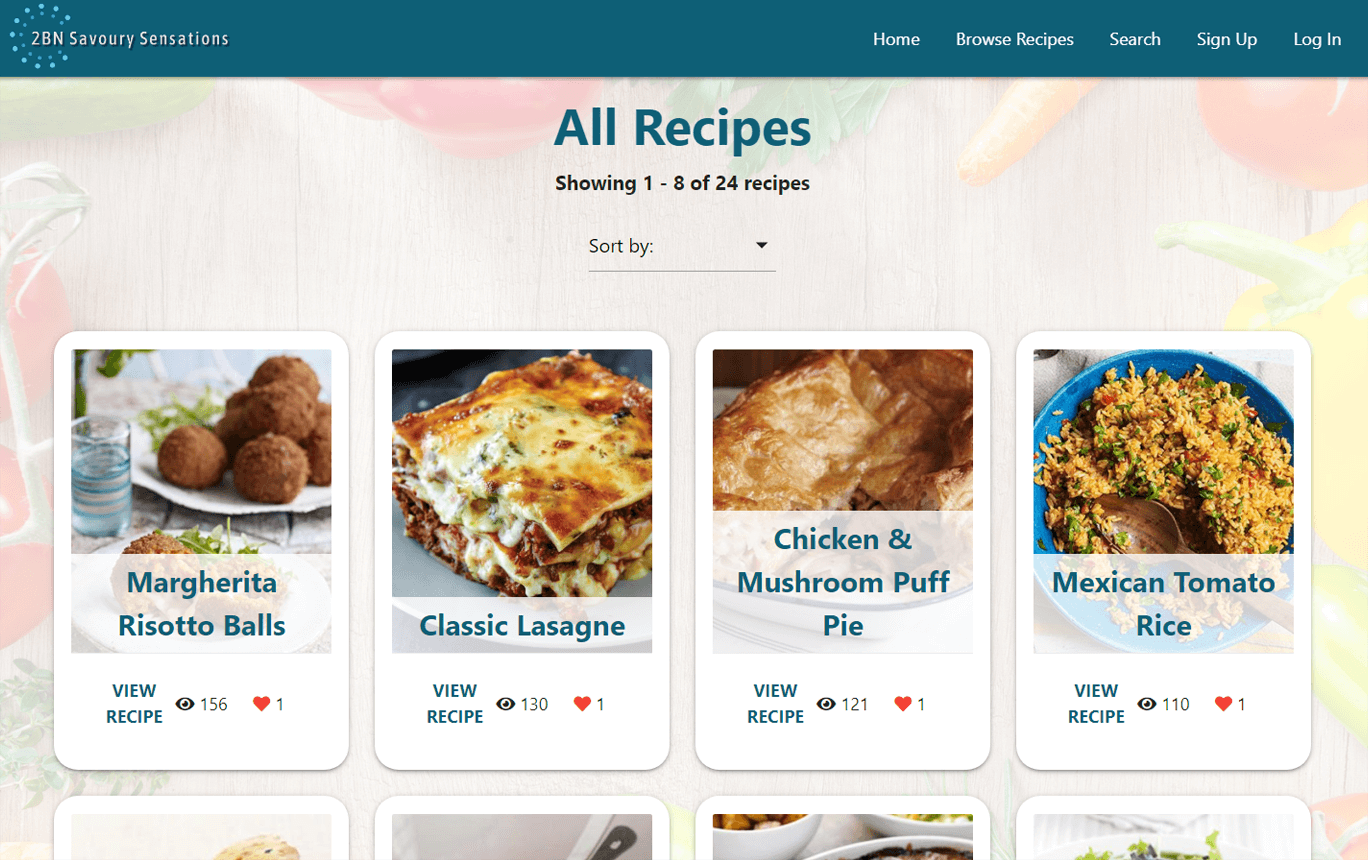 2BN Savoury Sensations
Home Browse Recipes Search Sign Up Log In
All Recipes
Showing 1 - 8 of 24 recipes
Sort by:
Margherita
Risotto Balls
VIEW
RECIPE
156 1
Classic Lasagne
VIEW
RECIPE
130 1
Chicken &
Mushroom Puff
Pie
VIEW
RECIPE
121 1
Mexican Tomato
Rice
VIEW
RECIPE
110 1